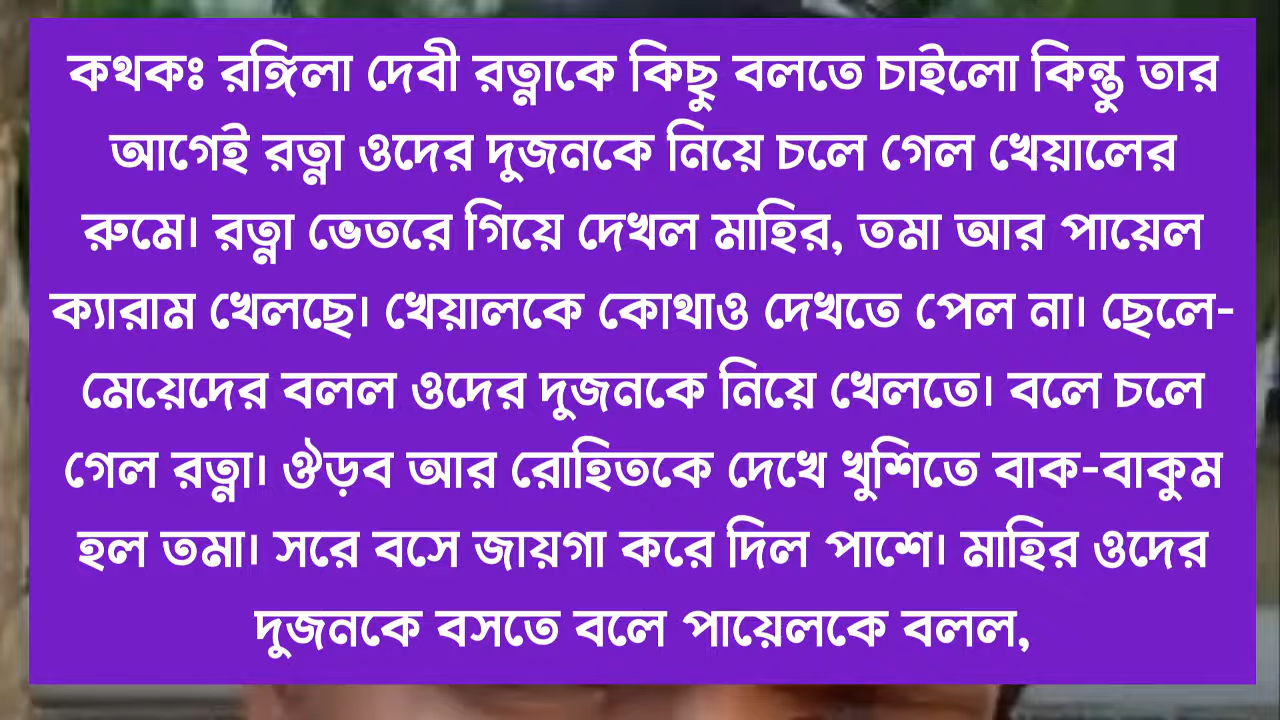 কথকঃ রঙ্গিলা দেবী রত্নাকে কিছু বলতে চাইলো কিন্তু তার
আগেই রত্না ওদের দুজনকে নিয়ে চলে গেল খেয়ালের
রুমে। রত্না ভেতরে গিয়ে দেখল মাহির, তমা আর পায়েল
ক্যারাম খেলছে। খেয়ালকে কোথাও দেখতে পেল না। ছেলে-
মেয়েদের বলল ওদের দুজনকে নিয়ে খেলতে। বলে চলে
গেল রত্না। ঔড়ব আর রোহিতকে দেখে খুশিতে বাক-বাকুম
হল তমা। সরে বসে জায়গা করে দিল পাশে। মাহির ওদের
দুজনকে বসতে বলে পায়েলকে বলল,